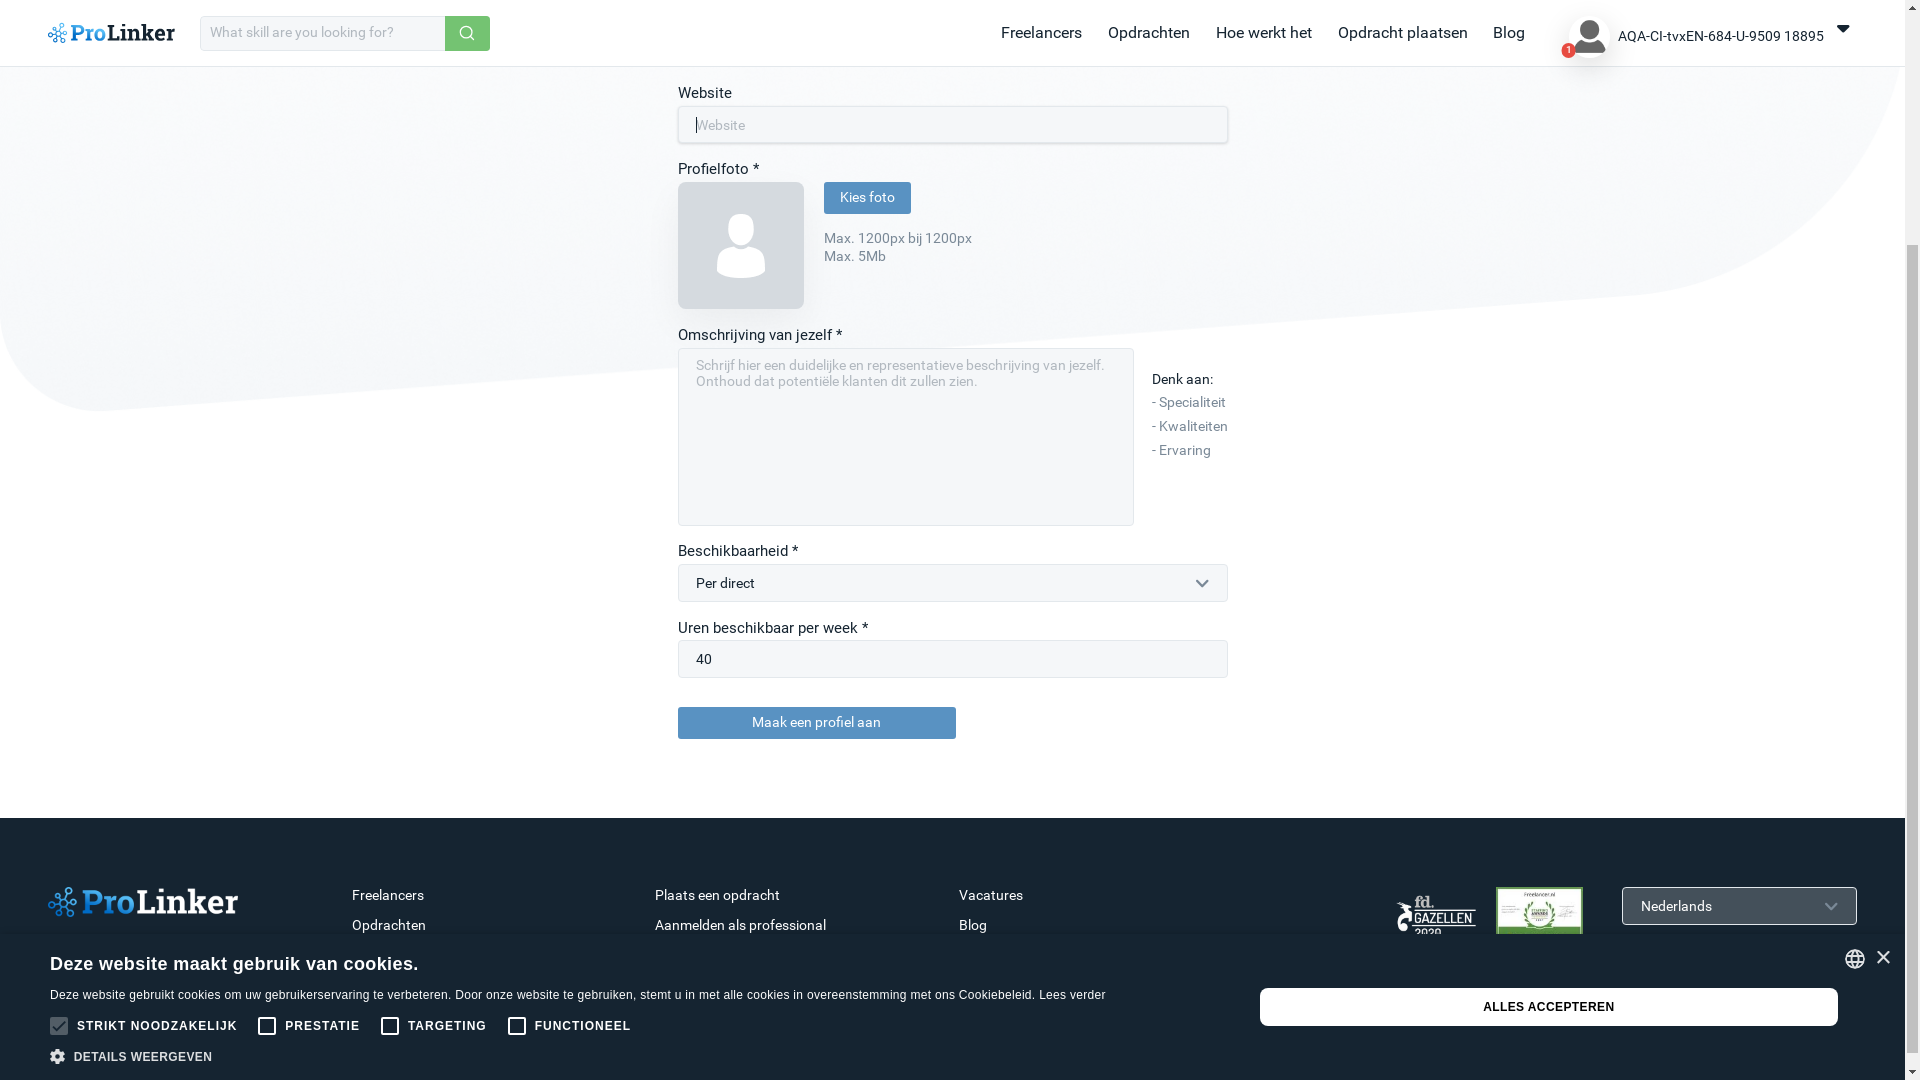 ProLinker
What skill are you looking for?
Freelancers
Opdrachten
Hoe werkt het
Opdracht plaatsen
Blog
1
AQA-CI-tvxEN-684-U-9509 18895
Website
Website
Profielfoto *
Kies foto
Max. 1200px bij 1200px
Max. 5Mb
Omschrijving van jezelf *
Schrijf hier een duidelijke en representatieve beschrijving van jezelf.
Onthoud dat potentiële klanten dit zullen zien.
Denk aan:
- Specialiteit
- Kwaliteiten
- Ervaring
Beschikbaarheid *
Per direct
Uren beschikbaar per week *
40
Maak een profiel aan
ProLinker
Freelancers
Opdrachten
Plaats een opdracht
Aanmelden als professional
Vacatures
Blog
fd.
GAZELLEN
2020
Freelancer.nl
Nederlands
Deze website maakt gebruik van cookies.
Deze website gebruikt cookies om uw gebruikerservaring te verbeteren. Door onze website te gebruiken, stemt u in met alle cookies in overeenstemming met ons Cookiebeleid. Lees verder
STRIKT NOODZAKELIJK
PRESTATIE
TARGETING
FUNCTIONEEL
DETAILS WEERGEVEN
ALLES ACCEPTEREN